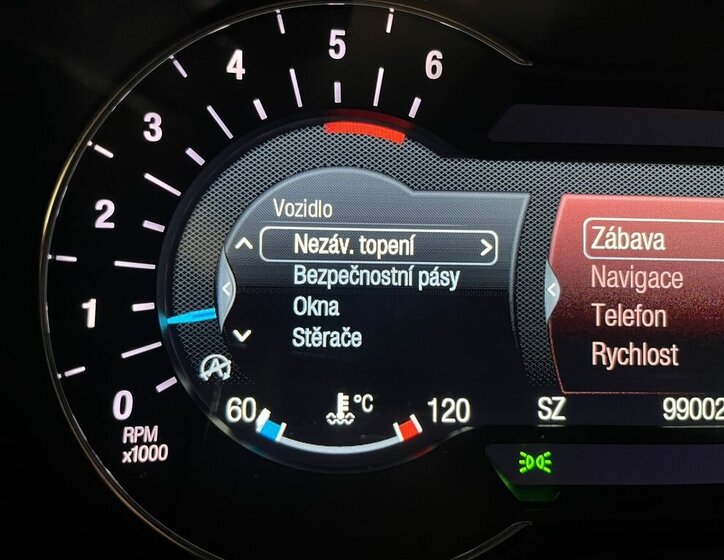 5
4
6
3
2
1
0
RPM
x1000
Vozidlo
Nezáv. topení
Bezpečnostní pásy
Okna
Stěrače
60
°C
120
Zábava
Navigace
Telefon
Rychlost
SZ
99002